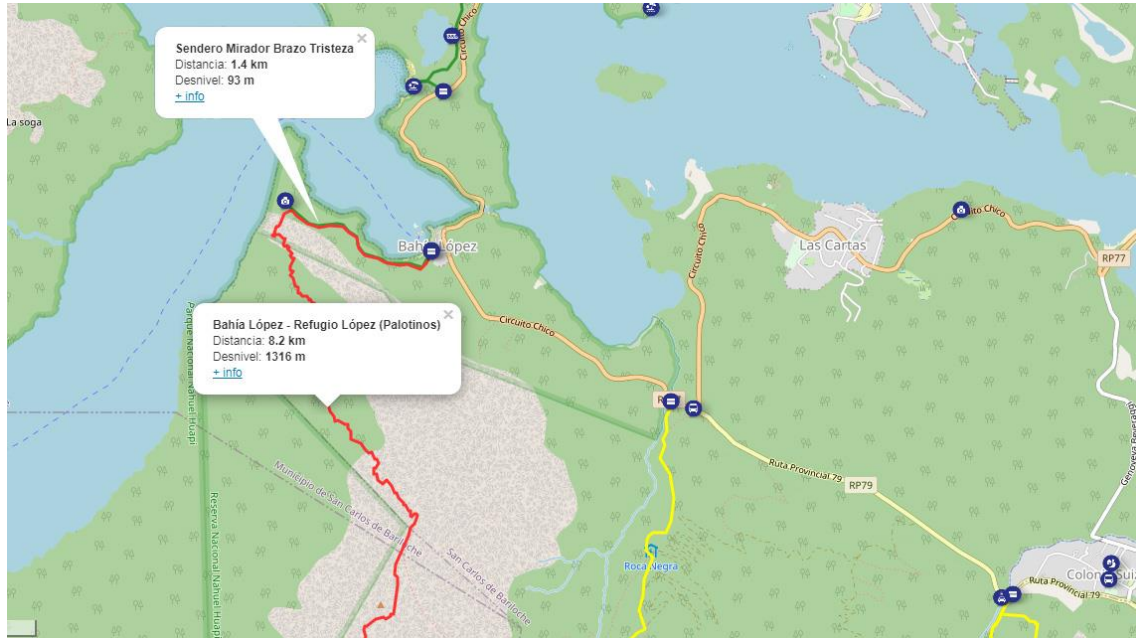 Sendero Mirador Brazo Tristeza
Distancia: 1.4 km
Desnivel: 93 m
+ info
Circuito Chico
La soga
Circuito Chico
Bahía López
Circuito Chico
Las Cartas
Circuito Chico
RP77
Circuito Chico
Bahía López - Refugio López (Palotinos)
Distancia: 8.2 km
Desnivel: 1316 m
+ info
Parque Nacional Nahuel Huapi
Reserva Nacional Nahuel Huapi
Municipio de San Carlos de Bariloche
San Carlos de Bariloche
Ruta Provincial 79
RP79
Roca Negra
Genoveva
Ruta Provincial 79